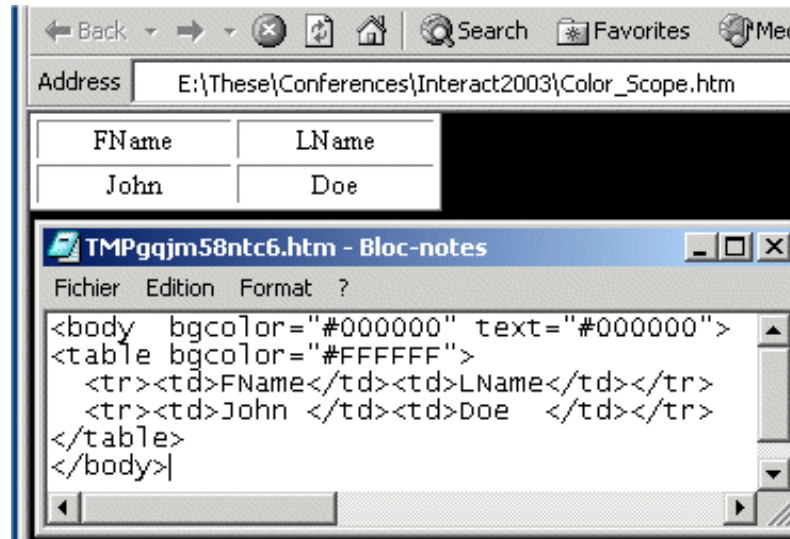 Back Search Favorites Med
Address E:\These\Conferences\Interact2003\Color_Scope.htm
FName LName
John Doe
TMPgqjm58ntc6.htm - Bloc-notes
Fichier Edition Format ?
<body  bgcolor="#000000" text="#000000">
<table bgcolor="#FFFFFF">
  <tr><td>FName</td><td>LName</td></tr>
  <tr><td>John </td><td>Doe  </td></tr>
</table>
</body>